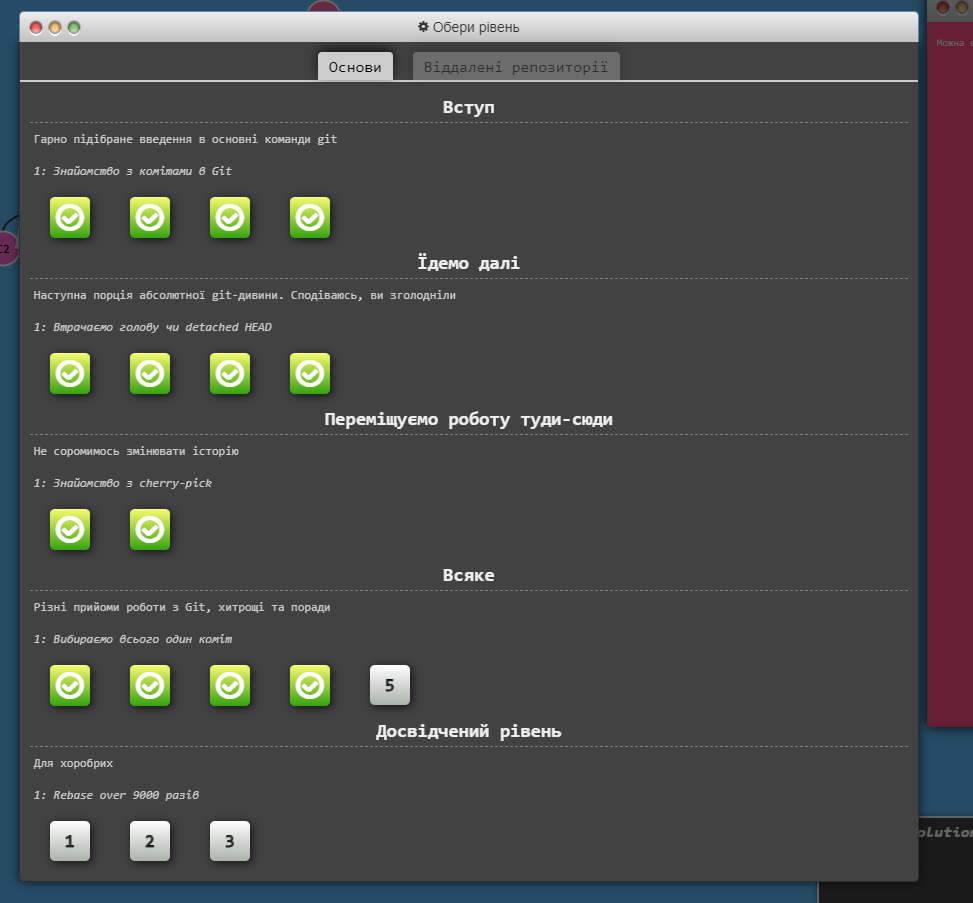 Обери рівень
Основи
Віддалені репозиторії
Можна
Вступ
Гарно підібране введення в основні команди git
1: Знайомство з комітами в Git
C2
Їдемо далі
Наступна порція абсолютної git-дивини. Сподіваюсь, ви зголодніли
1: Втрачаємо голову чи detached HEAD
Переміщуємо роботу туди-сюди
Не соромимось змінювати історію
1: Знайомство з cherry-pick
Всяке
Різні прийоми роботи з Git, хитрощі та поради
1: Вибираємо всього один коміт
5
Досвідчений рівень
Для хоробрих
1: Rebase over 9000 разів
1 2 3